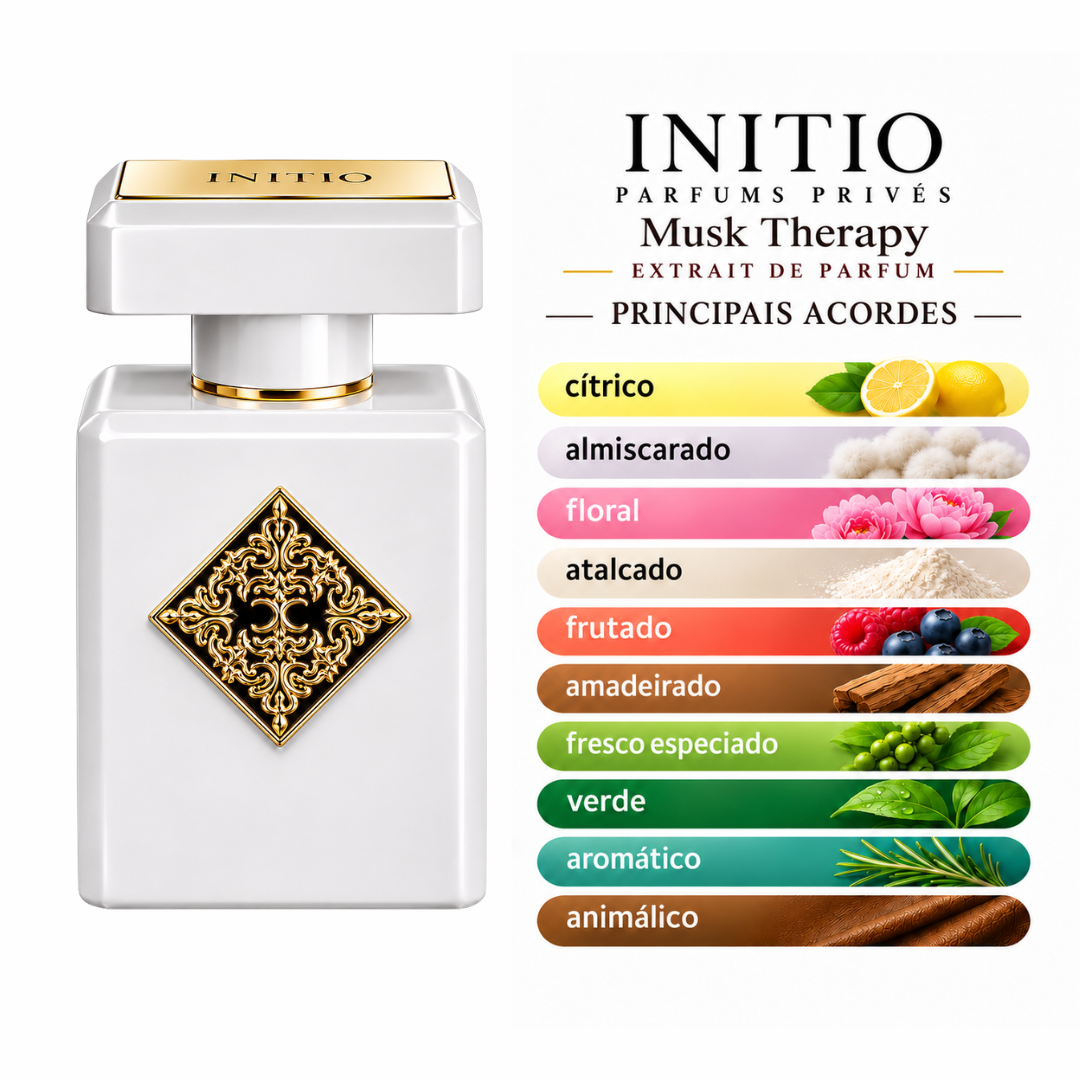 INITIO
INITIO
PARFUMS PRIVÉS
Musk Therapy
EXTRAIT DE PARFUM
PRINCIPAIS ACORDES
cítrico
almiscarado
floral
atalcado
frutado
amadeirado
fresco especiado
verde
aromático
animálico